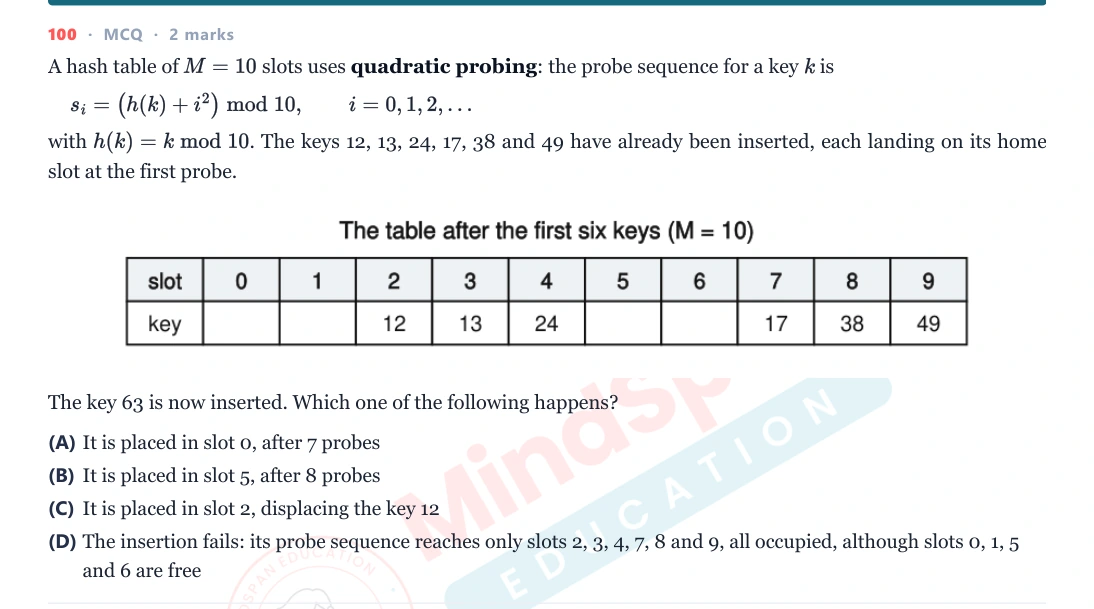 100 · MCQ · 2 marks
A hash table of M = 10 slots uses quadratic probing: the probe sequence for a key k is
sᵢ = (h(k) + i²) mod 10,   i = 0, 1, 2, . . .
with h(k) = k mod 10. The keys 12, 13, 24, 17, 38 and 49 have already been inserted, each landing on its home
slot at the first probe.
The table after the first six keys (M = 10)
slot 0 1 2 3 4 5 6 7 8 9
key 12 13 24 17 38 49
The key 63 is now inserted. Which one of the following happens?
(A) It is placed in slot 0, after 7 probes
(B) It is placed in slot 5, after 8 probes
(C) It is placed in slot 2, displacing the key 12
(D) The insertion fails: its probe sequence reaches only slots 2, 3, 4, 7, 8 and 9, all occupied, although slots 0, 1, 5
and 6 are free
MindSp
EDUCATION